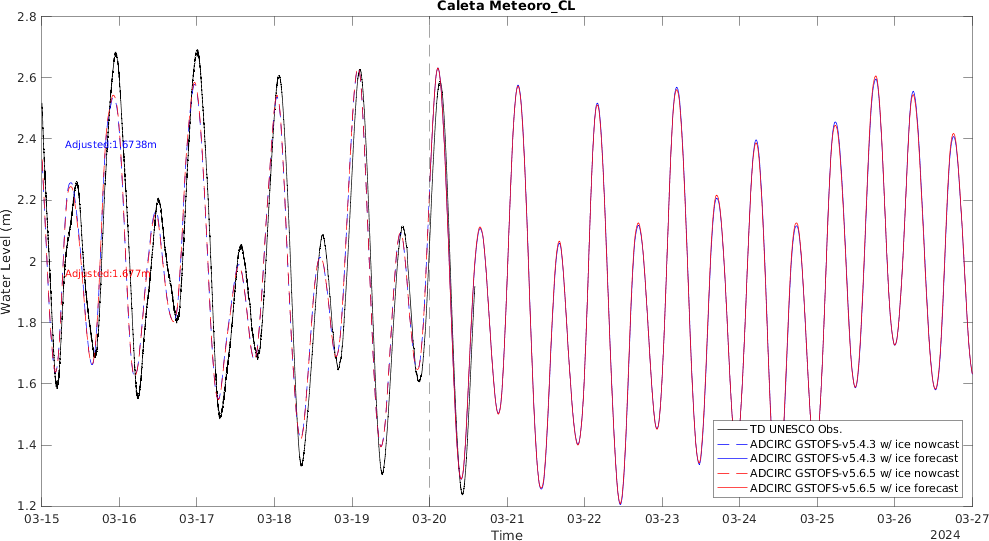 Caleta Meteoro_CL
Water Level (m)
2.8
2.6
2.4
2.2
2
1.8
1.6
1.4
1.2
Adjusted:1.6738m
Adjusted:1.677m
TD UNESCO Obs.
ADCIRC GSTOFS-v5.4.3 w/ ice nowcast
ADCIRC GSTOFS-v5.4.3 w/ ice forecast
ADCIRC GSTOFS-v5.6.5 w/ ice nowcast
ADCIRC GSTOFS-v5.6.5 w/ ice forecast
03-15 03-16 03-17 03-18 03-19 03-20 03-21 03-22 03-23 03-24 03-25 03-26 03-27
Time
2024